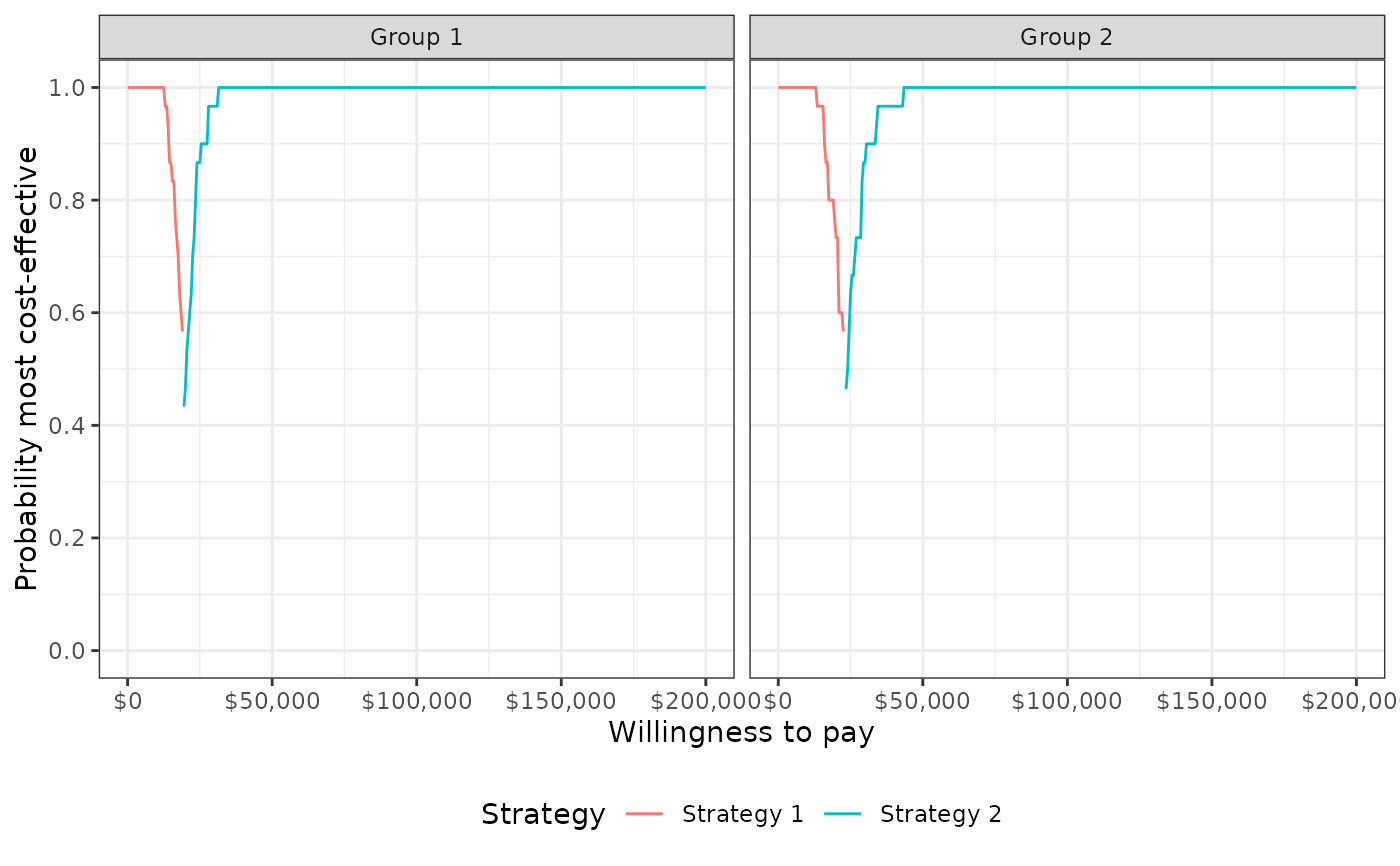 Group 1
Group 2
Probability most cost-effective
1.0
0.8
0.6
0.4
0.2
0.0
$0 $50,000 $100,000 $150,000 $200,000 $0 $50,000 $100,000 $150,000 $200,00
Willingness to pay
Strategy Strategy 1 Strategy 2